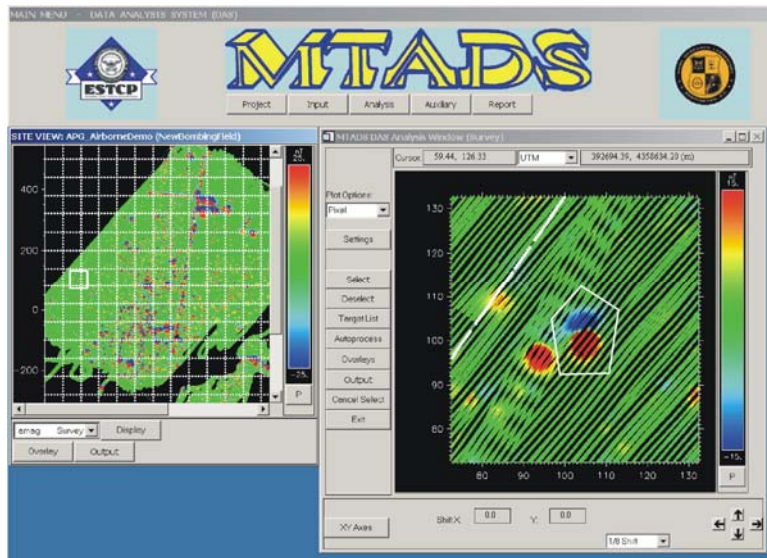 MAIN MENU - DATA ANALYSIS SYSTEM (DAS)
ESTCP
MTADS
Project Input Analysis Auxiliary Report
SITE VIEW: APG_AirborneDemo (NewBombingField)
nT
25.
400
200
0
-200
-25.
P
emag Survey Display
Overlay Output
MTADS DAS Analysis Window (Survey)
Cursor: 59.44, 126.33 UTM 392694.39, 4358634.20 (m)
Plot Options:
Pixel
Settings
Select
Deselect
Target List
Autoprocess
Overlays
Output
Cancel Select
Exit
nT
15.
130
120
110
100
90
80
80 90 100 110 120 130
-15.
P
XY Axes
Shift X: 0.0 Y: 0.0
1/8 Shift